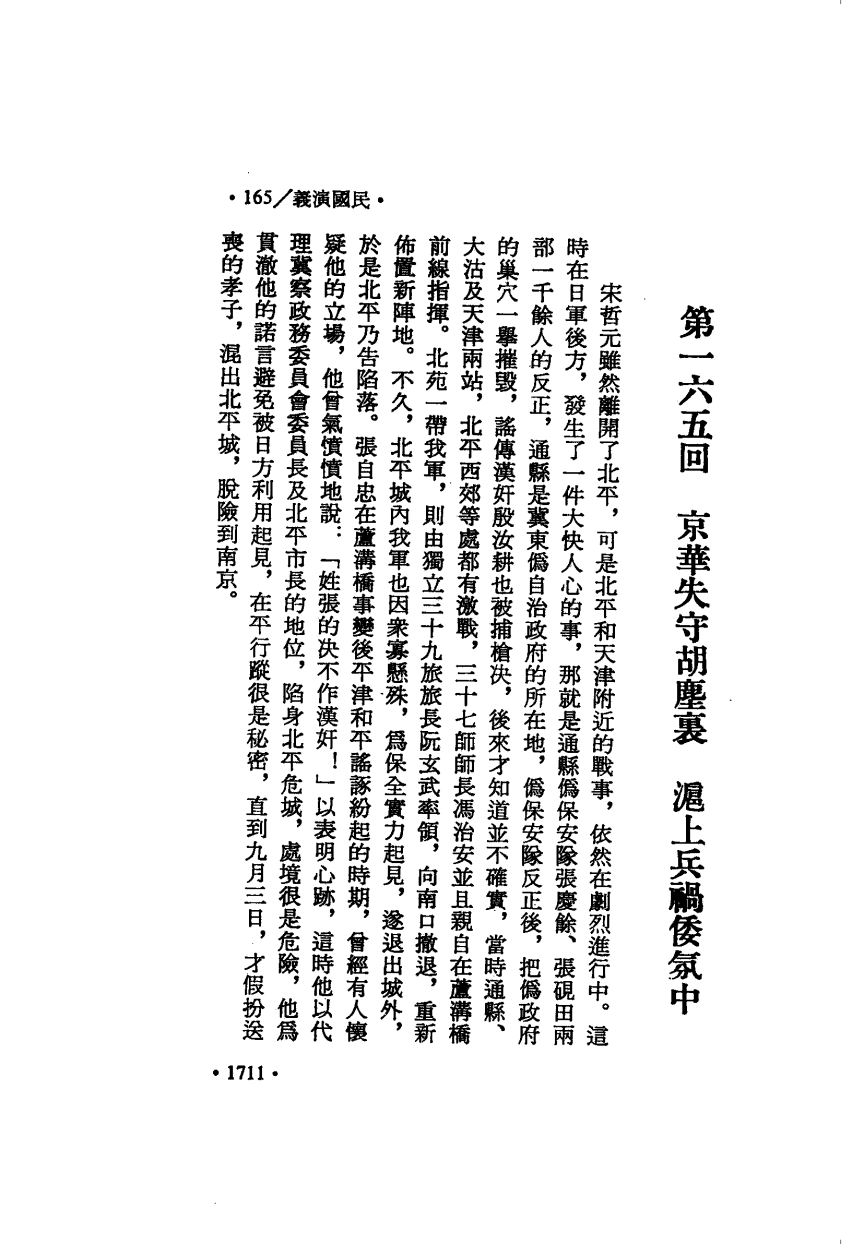 •165／義演國民•
第一六五回　京華失守胡塵裏　滬上兵禍倭氛中
宋哲元雖然離開了北平，可是北平和天津附近的戰事，依然在劇烈進行中。這
時在日軍後方，發生了一件大快人心的事，那就是通縣僞保安隊張慶餘、張硯田兩
部一千餘人的反正，通縣是冀東僞自治政府的所在地，僞保安隊反正後，把僞政府
的巢穴一擧摧毀，謠傳漢奸殷汝耕也被捕槍决，後來才知道並不確實，當時通縣、
大沽及天津兩站，北平西郊等處都有激戰，三十七師師長馮治安並且親自在蘆溝橋
前線指揮。北苑一帶我軍，則由獨立三十九旅旅長阮玄武率領，向南口撤退，重新
佈置新陣地。不久，北平城內我軍也因衆寡懸殊，爲保全實力起見，遂退出城外，
於是北平乃告陷落。張自忠在蘆溝橋事變後平津和平謠諑紛起的時期，曾經有人懷
疑他的立場，他曾氣憤憤地說：「姓張的決不作漢奸！」以表明心跡，這時他以代
理冀察政務委員會委員長及北平市長的地位，陷身北平危城，處境很是危險，他爲
貫澈他的諾言避免被日方利用起見，在平行蹤很是秘密，直到九月三日，才假扮送
喪的孝子，混出北平城，脫險到南京。
•1711•